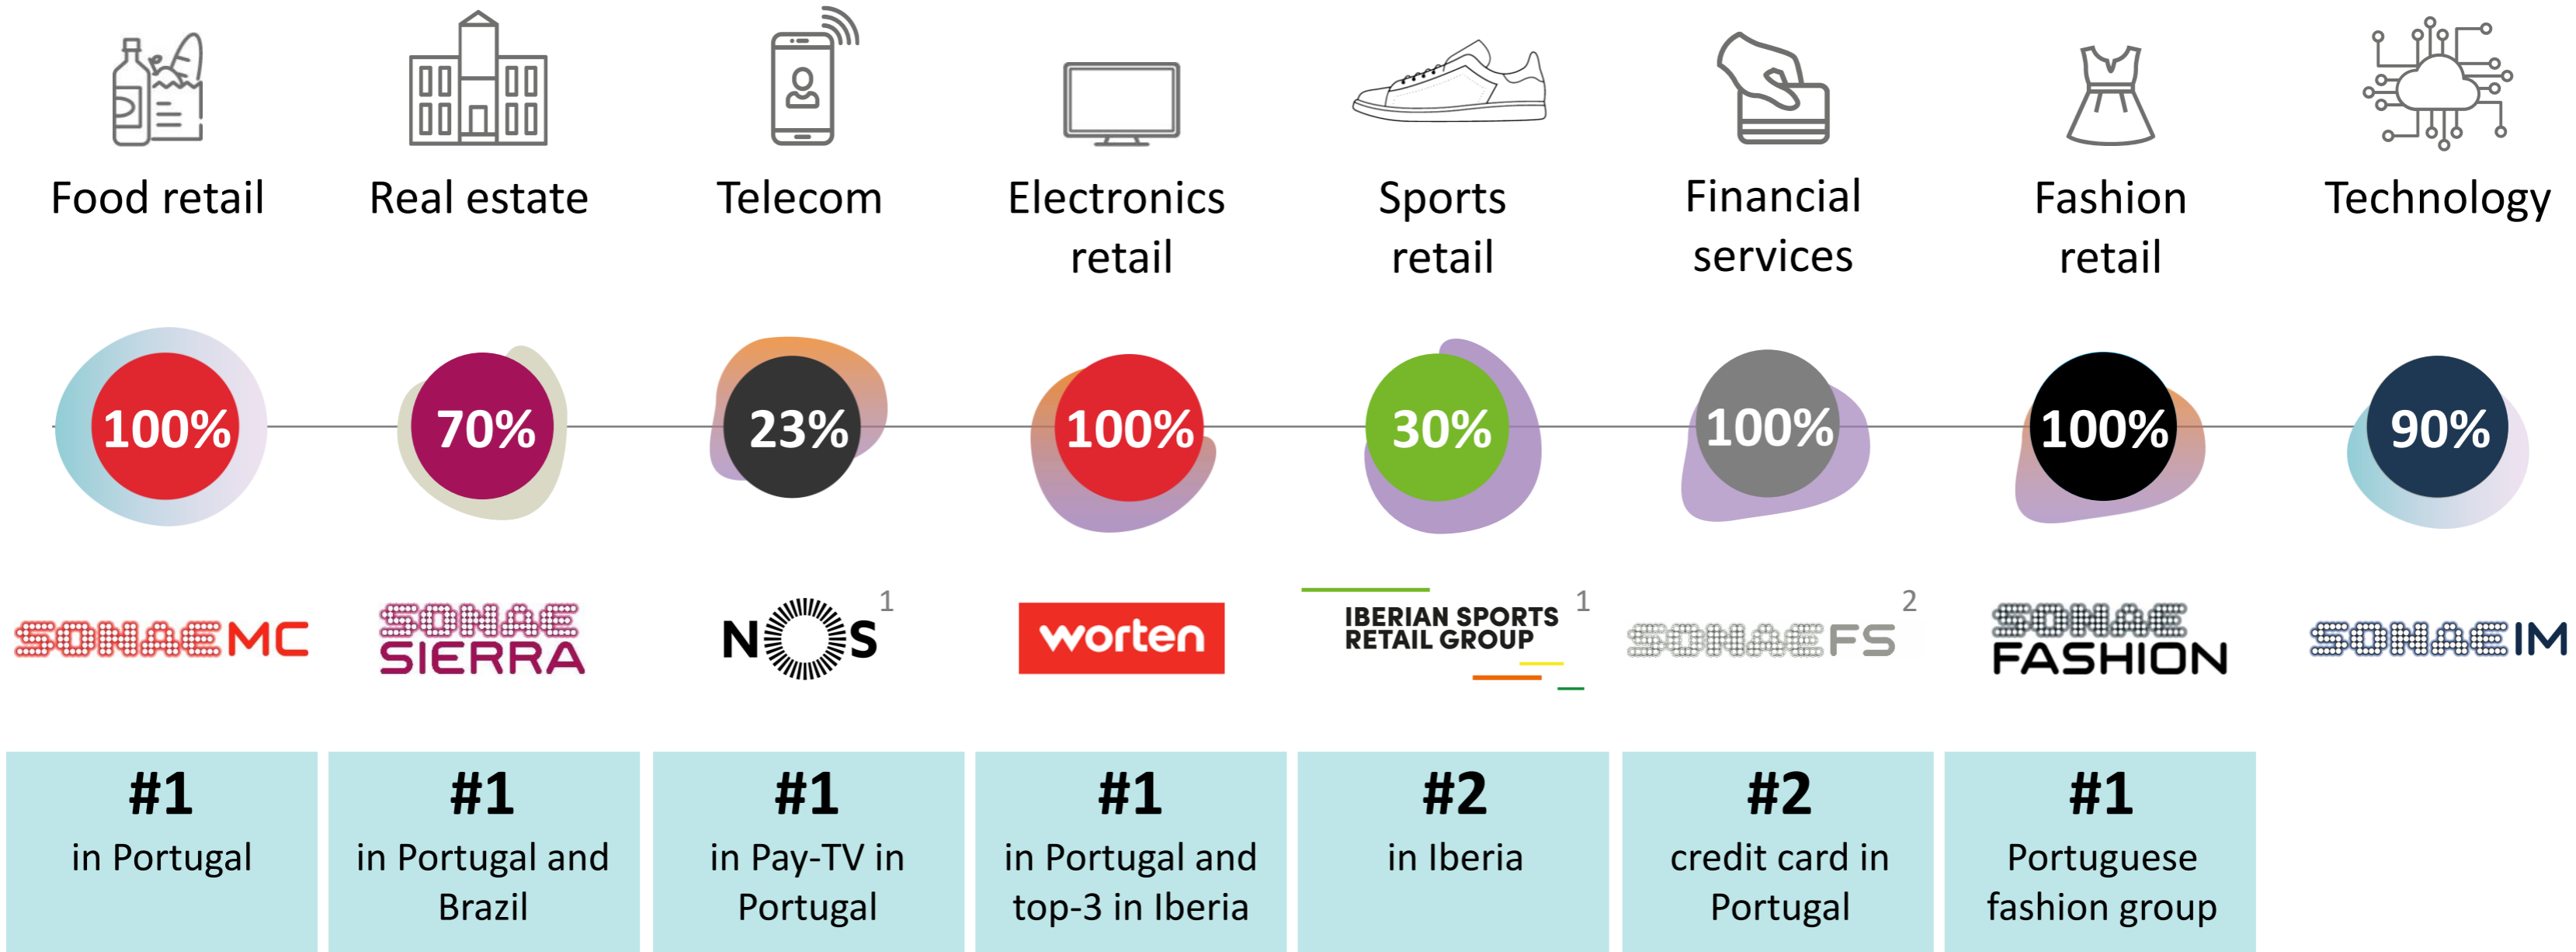 Food retail
Real estate
Telecom
Electronics
retail
Sports
retail
Financial
services
Fashion
retail
Technology
100%
70%
23%
100%
30%
100%
100%
90%
SONAE MC
SONAE
SIERRA
NOS 1
worten
IBERIAN SPORTS
RETAIL GROUP 1
SONAE FS 2
SONAE
FASHION
SONAE IM
#1
in Portugal
#1
in Portugal and
Brazil
#1
in Pay-TV in
Portugal
#1
in Portugal and
top-3 in Iberia
#2
in Iberia
#2
credit card in
Portugal
#1
Portuguese
fashion group